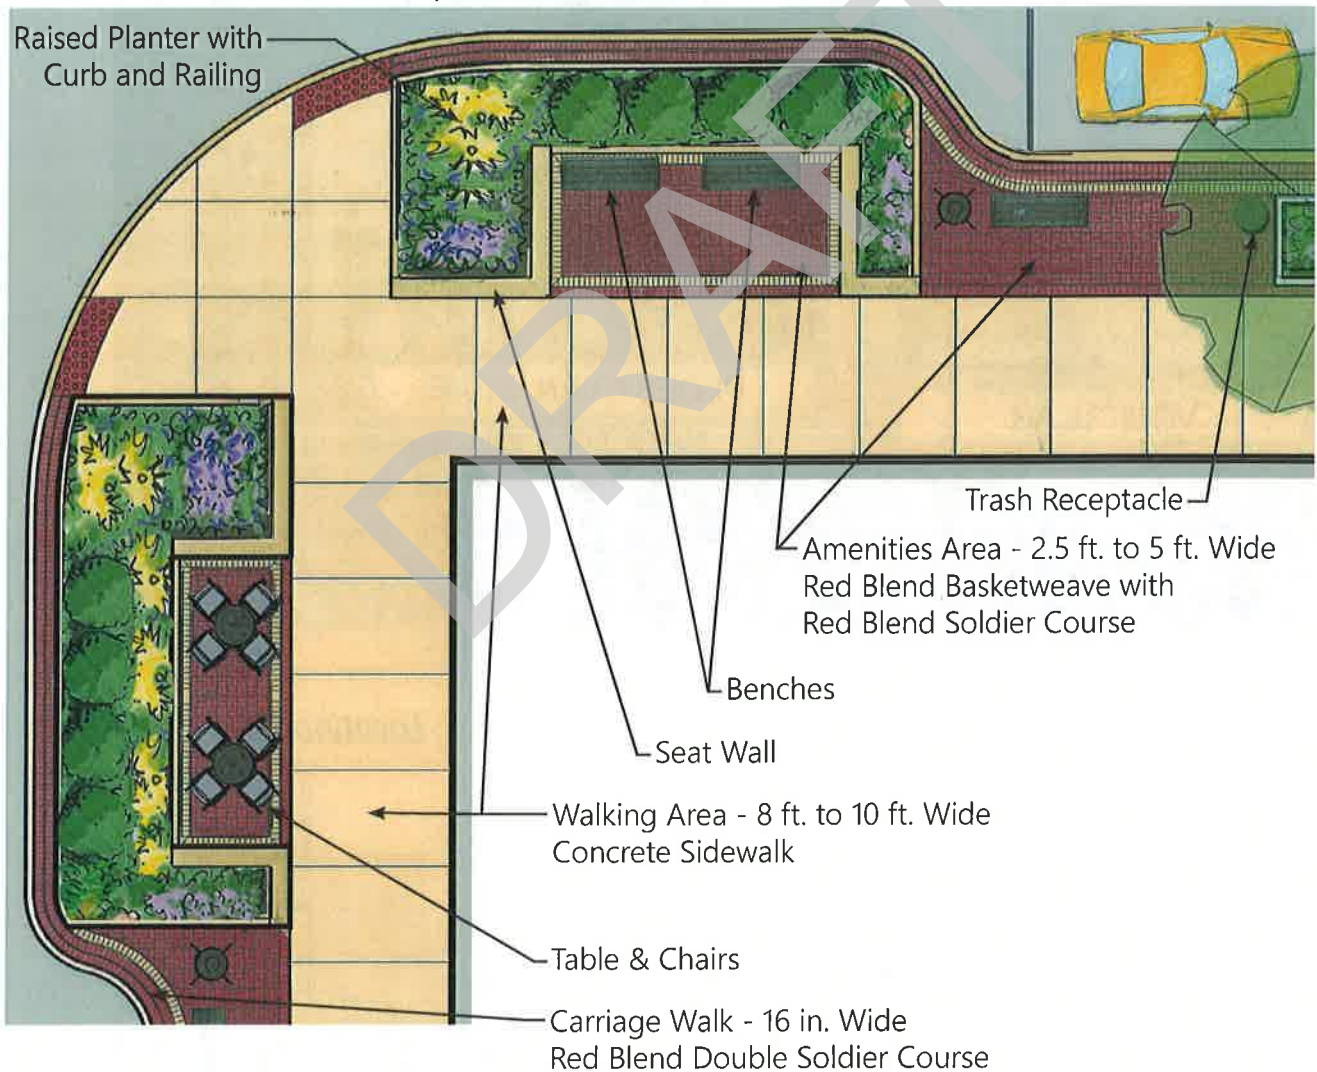 Raised Planter with
Curb and Railing
DRAFT
Trash Receptacle
Amenities Area - 2.5 ft. to 5 ft. Wide
Red Blend Basketweave with
Red Blend Soldier Course
Benches
Seat Wall
Walking Area - 8 ft. to 10 ft. Wide
Concrete Sidewalk
Table & Chairs
Carriage Walk - 16 in. Wide
Red Blend Double Soldier Course